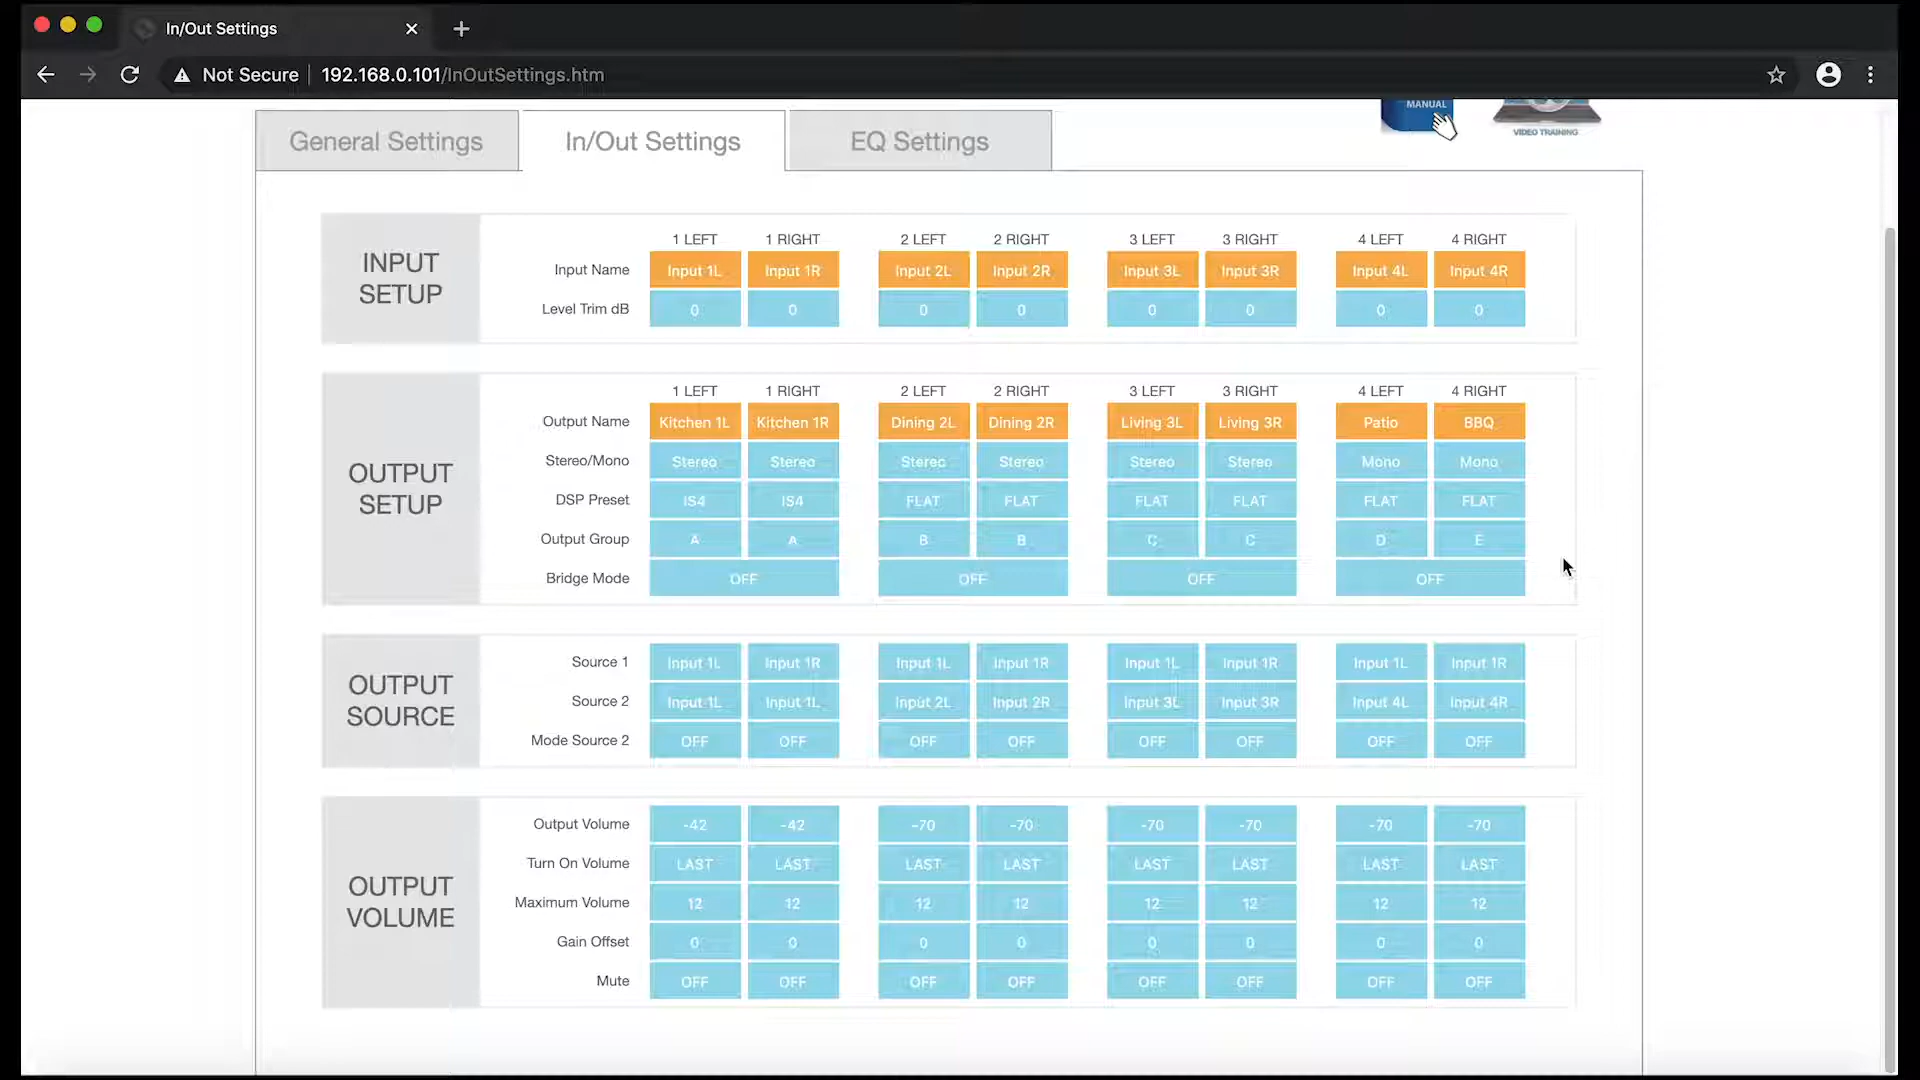 In/Out Settings
Not Secure 192.168.0.101/InOutSettings.htm
MANUAL
VIDEO TRAINING
General Settings In/Out Settings EQ Settings
INPUT SETUP
1 LEFT 1 RIGHT 2 LEFT 2 RIGHT 3 LEFT 3 RIGHT 4 LEFT 4 RIGHT
Input Name Input 1L Input 1R Input 2L Input 2R Input 3L Input 3R Input 4L Input 4R
Level Trim dB 0 0 0 0 0 0 0 0
OUTPUT SETUP
1 LEFT 1 RIGHT 2 LEFT 2 RIGHT 3 LEFT 3 RIGHT 4 LEFT 4 RIGHT
Output Name Kitchen 1L Kitchen 1R Dining 2L Dining 2R Living 3L Living 3R Patio BBQ
Stereo/Mono Stereo Stereo Stereo Stereo Stereo Stereo Mono Mono
DSP Preset IS4 IS4 FLAT FLAT FLAT FLAT FLAT FLAT
Output Group A A B B C C D E
Bridge Mode OFF OFF OFF OFF
OUTPUT SOURCE
Source 1 Input 1L Input 1R Input 1L Input 1R Input 1L Input 1R Input 1L Input 1R
Source 2 Input 1L Input 1L Input 2L Input 2R Input 3L Input 3R Input 4L Input 4R
Mode Source 2 OFF OFF OFF OFF OFF OFF OFF OFF
OUTPUT VOLUME
Output Volume -42 -42 -70 -70 -70 -70 -70 -70
Turn On Volume LAST LAST LAST LAST LAST LAST LAST LAST
Maximum Volume 12 12 12 12 12 12 12 12
Gain Offset 0 0 0 0 0 0 0 0
Mute OFF OFF OFF OFF OFF OFF OFF OFF